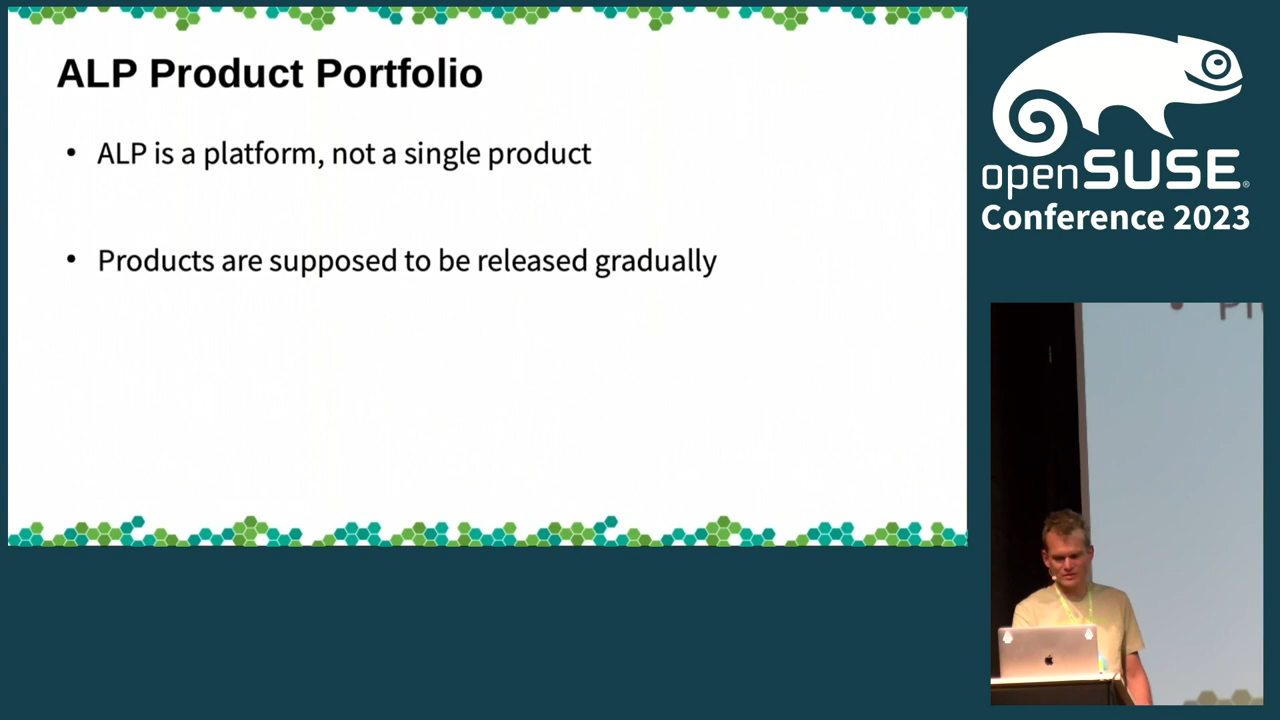 ALP Product Portfolio
• ALP is a platform, not a single product
• Products are supposed to be released gradually
openSUSE®
Conference 2023